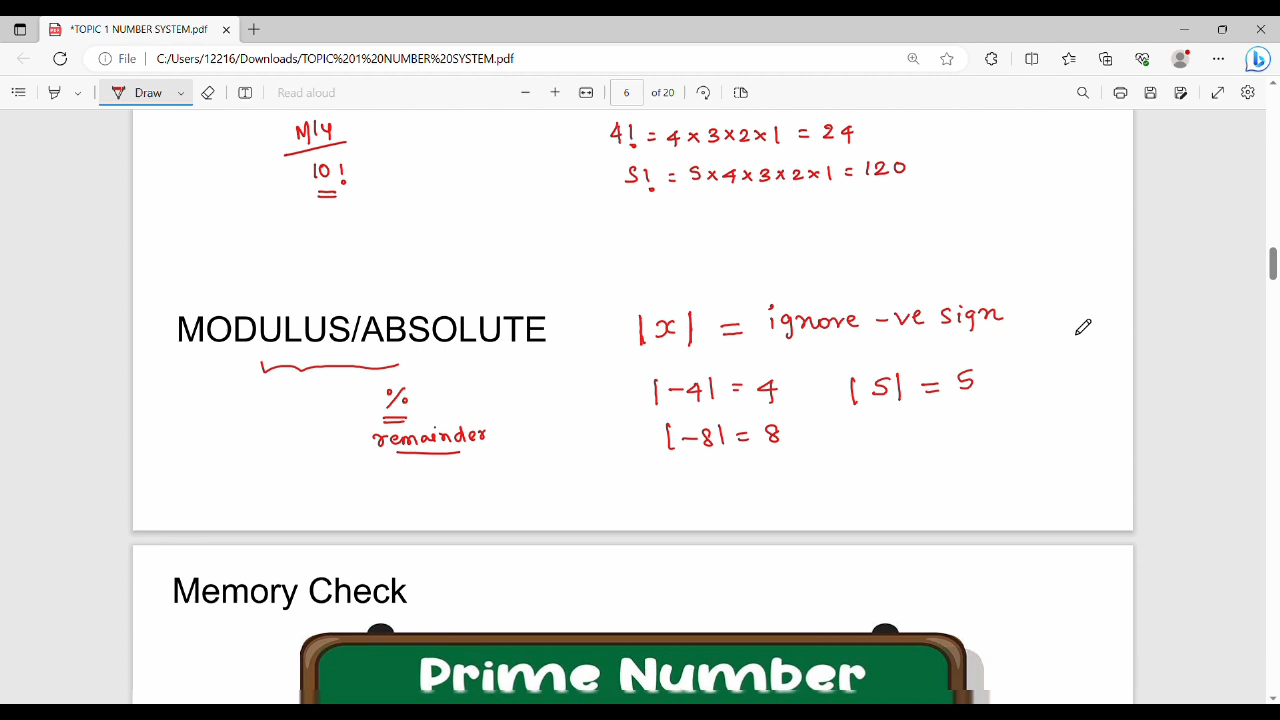 *TOPIC 1 NUMBER SYSTEM.pdf
File C:/Users/12216/Downloads/TOPIC%201%20NUMBER%20SYSTEM.pdf
Draw Read aloud 6 of 20
M/4
10!
4! = 4 × 3 × 2 × 1 = 24
5! = 5 × 4 × 3 × 2 × 1 = 120
MODULUS/ABSOLUTE
%
remainder
|x| = ignore -ve sign
|-4| = 4 |5| = 5
|-8| = 8
Memory Check
Prime Number